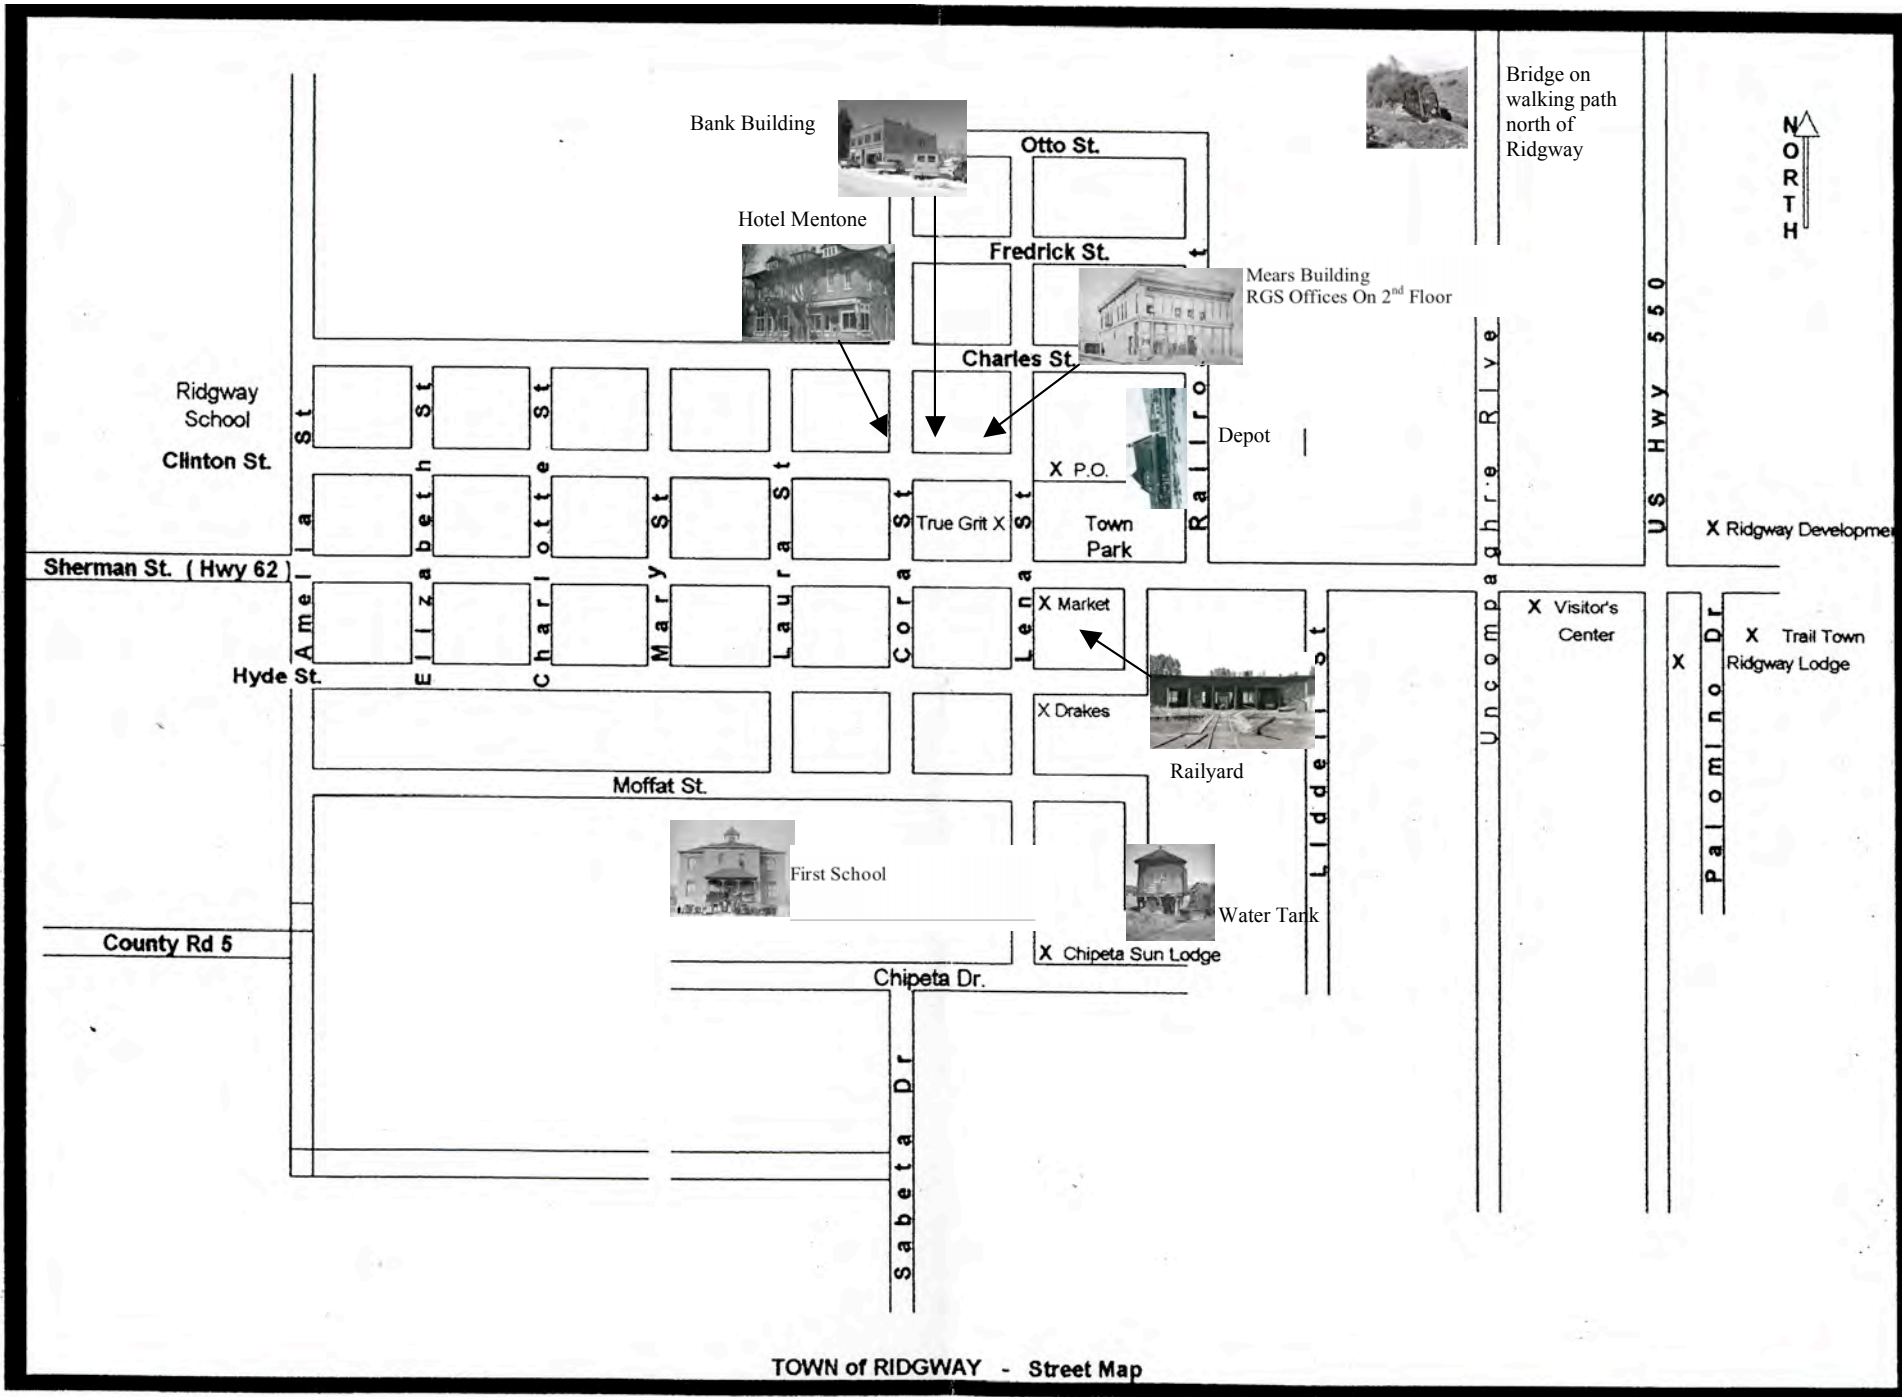 Bridge on
walking path
north of
Ridgway
NORTH
Bank Building
Otto St.
Hotel Mentone
Fredrick St.
Mears Building
RGS Offices On 2nd Floor
Charles St.
Ridgway
School
Clinton St.
Depot
X P.O.
True Grit X
Town
Park
X Ridgway Developme
Sherman St. ( Hwy 62 )
Amelia St
Elizabeth St
Charlotte St
Mary St
Laura St
Cora St
Lena St
Railroad St
Liddell St
Uncompaghre River
US Hwy 550
Palomino Dr
X Market
X Visitor's
Center
X Trail Town
X Ridgway Lodge
Hyde St.
X Drakes
Railyard
Moffat St.
First School
Water Tank
County Rd 5
X Chipeta Sun Lodge
Chipeta Dr.
Sabeta Dr
TOWN of RIDGWAY - Street Map